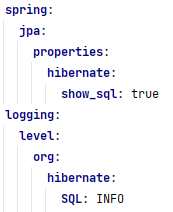 spring:
  jpa:
    properties:
      hibernate:
        show_sql: true
logging:
  level:
    org:
      hibernate:
        SQL: INFO